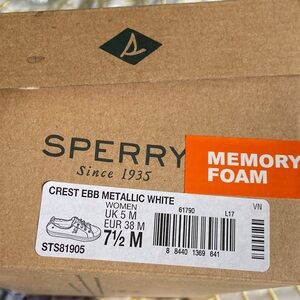 SPERRY
Since 1935
MEMORY
FOAM
CREST EBB METALLIC WHITE
VN
WOMEN
UK 5 M
EUR 38 M
7½ M
61790
L17
STS81905
8 8440 1369 841